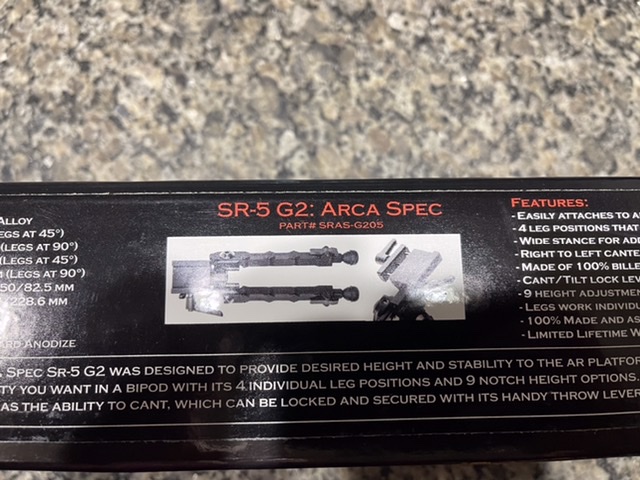 SR-5 G2: ARCA SPEC
PART# SRAS-G205
ALLOY
LEGS AT 45°)
(LEGS AT 90°)
(LEGS AT 45°)
(LEGS AT 90°)
50/82.5 MM
228.6 MM
ARD ANODIZE
FEATURES:
- EASILY ATTACHES TO A
- 4 LEG POSITIONS THAT
- WIDE STANCE FOR AD
- RIGHT TO LEFT CANTE
- MADE OF 100% BILLE
- CANT/TILT LOCK LEV
- 9 HEIGHT ADJUSTMEN
- LEGS WORK INDIVIDU
- 100% MADE AND AS
- LIMITED LIFETIME W
SPEC SR-5 G2 WAS DESIGNED TO PROVIDE DESIRED HEIGHT AND STABILITY TO THE AR PLATFOR
TY YOU WANT IN A BIPOD WITH ITS 4 INDIVIDUAL LEG POSITIONS AND 9 NOTCH HEIGHT OPTIONS.
AS THE ABILITY TO CANT, WHICH CAN BE LOCKED AND SECURED WITH ITS HANDY THROW LEVER